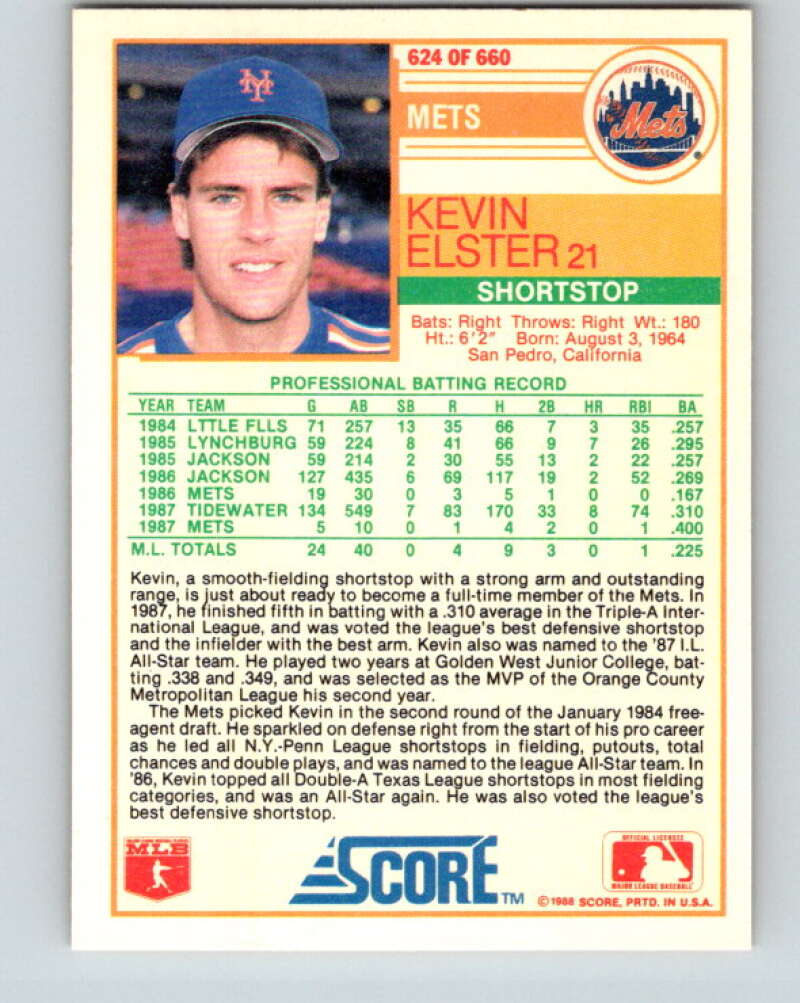 624 OF 660
METS
Mets
NY
KEVIN
ELSTER 21
SHORTSTOP
Bats: Right Throws: Right Wt.: 180
Ht.: 6'2" Born: August 3, 1964
San Pedro, California
PROFESSIONAL BATTING RECORD
YEAR TEAM G AB SB R H 2B HR RBI BA
1984 LTTLE FLLS 71 257 13 35 66 7 3 35 .257
1985 LYNCHBURG 59 224 8 41 66 9 7 26 .295
1985 JACKSON 59 214 2 30 55 13 2 22 .257
1986 JACKSON 127 435 6 69 117 19 2 52 .269
1986 METS 19 30 0 3 5 1 0 0 .167
1987 TIDEWATER 134 549 7 83 170 33 8 74 .310
1987 METS 5 10 0 1 4 2 0 1 .400
M.L. TOTALS 24 40 0 4 9 3 0 1 .225
Kevin, a smooth-fielding shortstop with a strong arm and outstanding
range, is just about ready to become a full-time member of the Mets. In
1987, he finished fifth in batting with a .310 average in the Triple-A Inter-
national League, and was voted the league's best defensive shortstop
and the infielder with the best arm. Kevin also was named to the '87 I.L.
All-Star team. He played two years at Golden West Junior College, bat-
ting .338 and .349, and was selected as the MVP of the Orange County
Metropolitan League his second year.
The Mets picked Kevin in the second round of the January 1984 free-
agent draft. He sparkled on defense right from the start of his pro career
as he led all N.Y.-Penn League shortstops in fielding, putouts, total
chances and double plays, and was named to the league All-Star team. In
'86, Kevin topped all Double-A Texas League shortstops in most fielding
categories, and was an All-Star again. He was also voted the league's
best defensive shortstop.
MAJOR LEAGUE BASEBALL PLAYERS
MLB
SCORE TM
OFFICIAL LICENSEE
MAJOR LEAGUE BASEBALL
©1988 SCORE, PRTD. IN U.S.A.